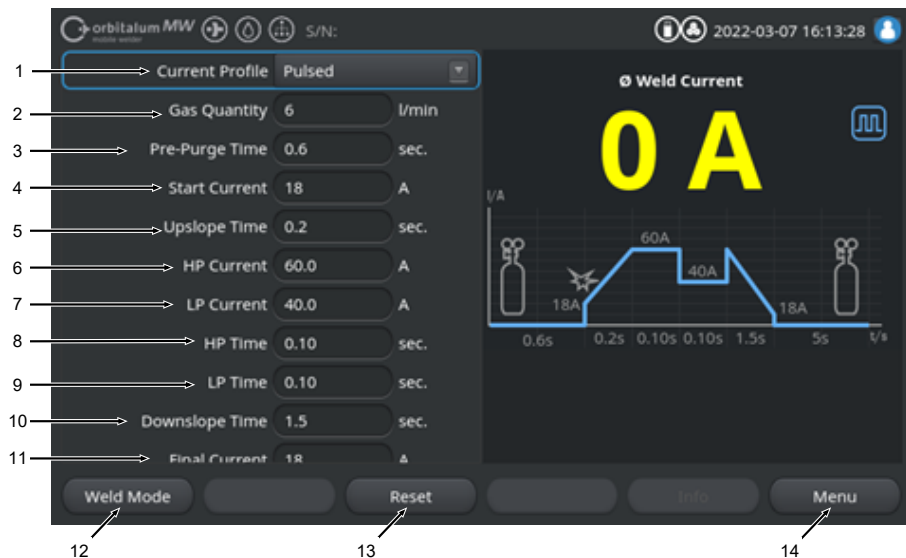 orbitalum MW S/N: 2022-03-07 16:13:28
mobile welder
1 Current Profile Pulsed
2 Gas Quantity 6 l/min
3 Pre-Purge Time 0.6 sec.
4 Start Current 18 A
5 Upslope Time 0.2 sec.
6 HP Current 60.0 A
7 LP Current 40.0 A
8 HP Time 0.10 sec.
9 LP Time 0.10 sec.
10 Downslope Time 1.5 sec.
11 Final Current 18 A
Ø Weld Current
0 A
I/A
60A
40A
18A 18A
0.6s 0.2s 0.10s 0.10s 1.5s 5s t/s
Weld Mode Reset Info Menu
12 13 14